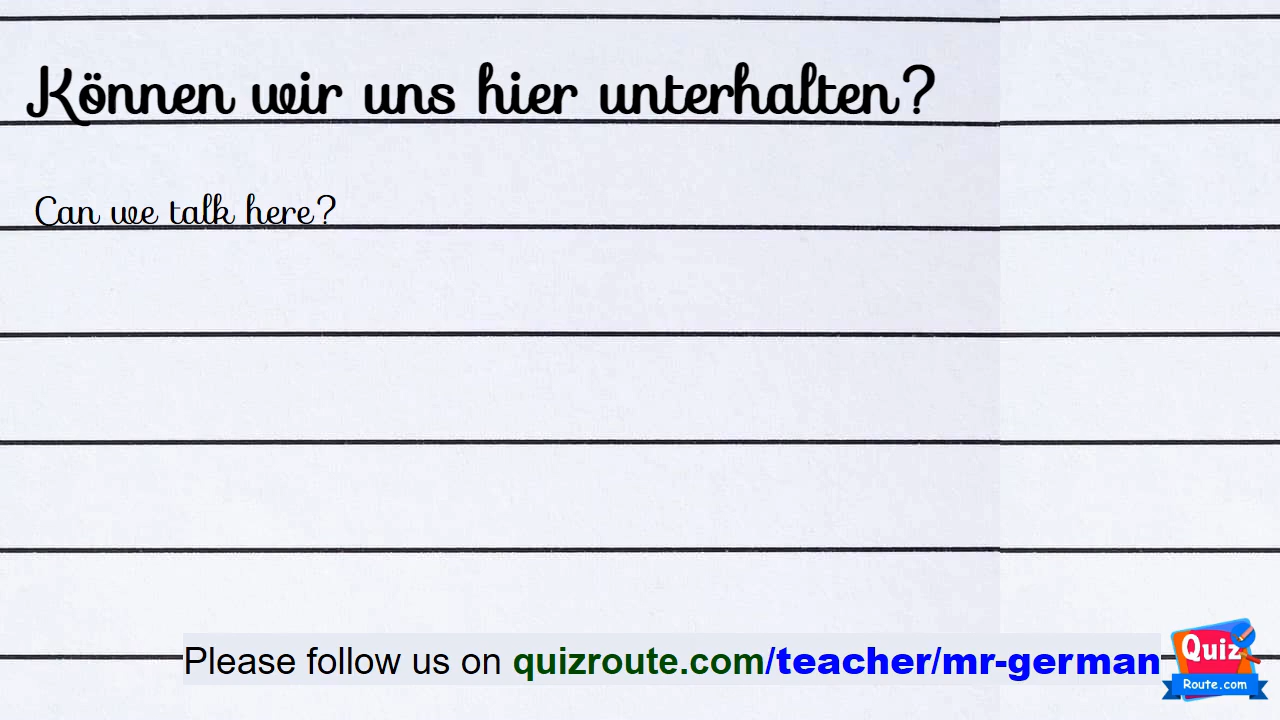 Können wir uns hier unterhalten?
Can we talk here?
Please follow us on quizroute.com/teacher/mr-german
Quiz
Route.com